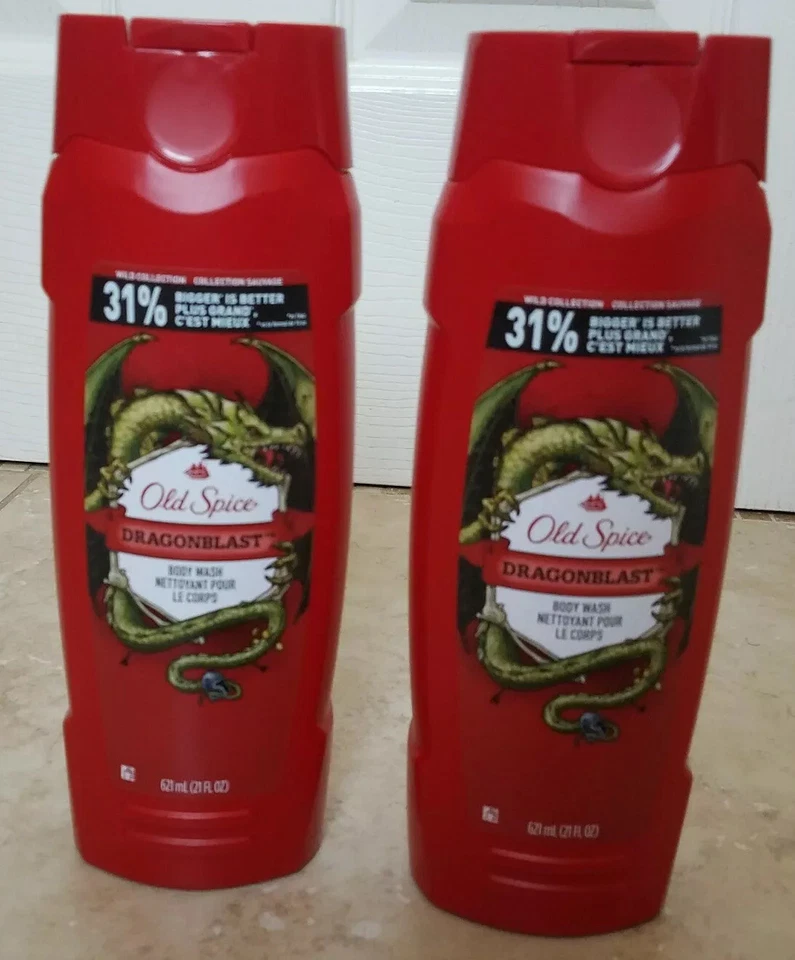 WILD COLLECTION COLLECTION SAUVAGE
31% BIGGER* IS BETTER
PLUS GRAND*,
C'EST MIEUX
Old Spice
DRAGONBLAST™
BODY WASH
NETTOYANT POUR
LE CORPS
621 mL (21 FL OZ)
WILD COLLECTION COLLECTION SAUVAGE
31% BIGGER* IS BETTER
PLUS GRAND*,
C'EST MIEUX
Old Spice
DRAGONBLAST™
BODY WASH
NETTOYANT POUR
LE CORPS
621 mL (21 FL OZ)